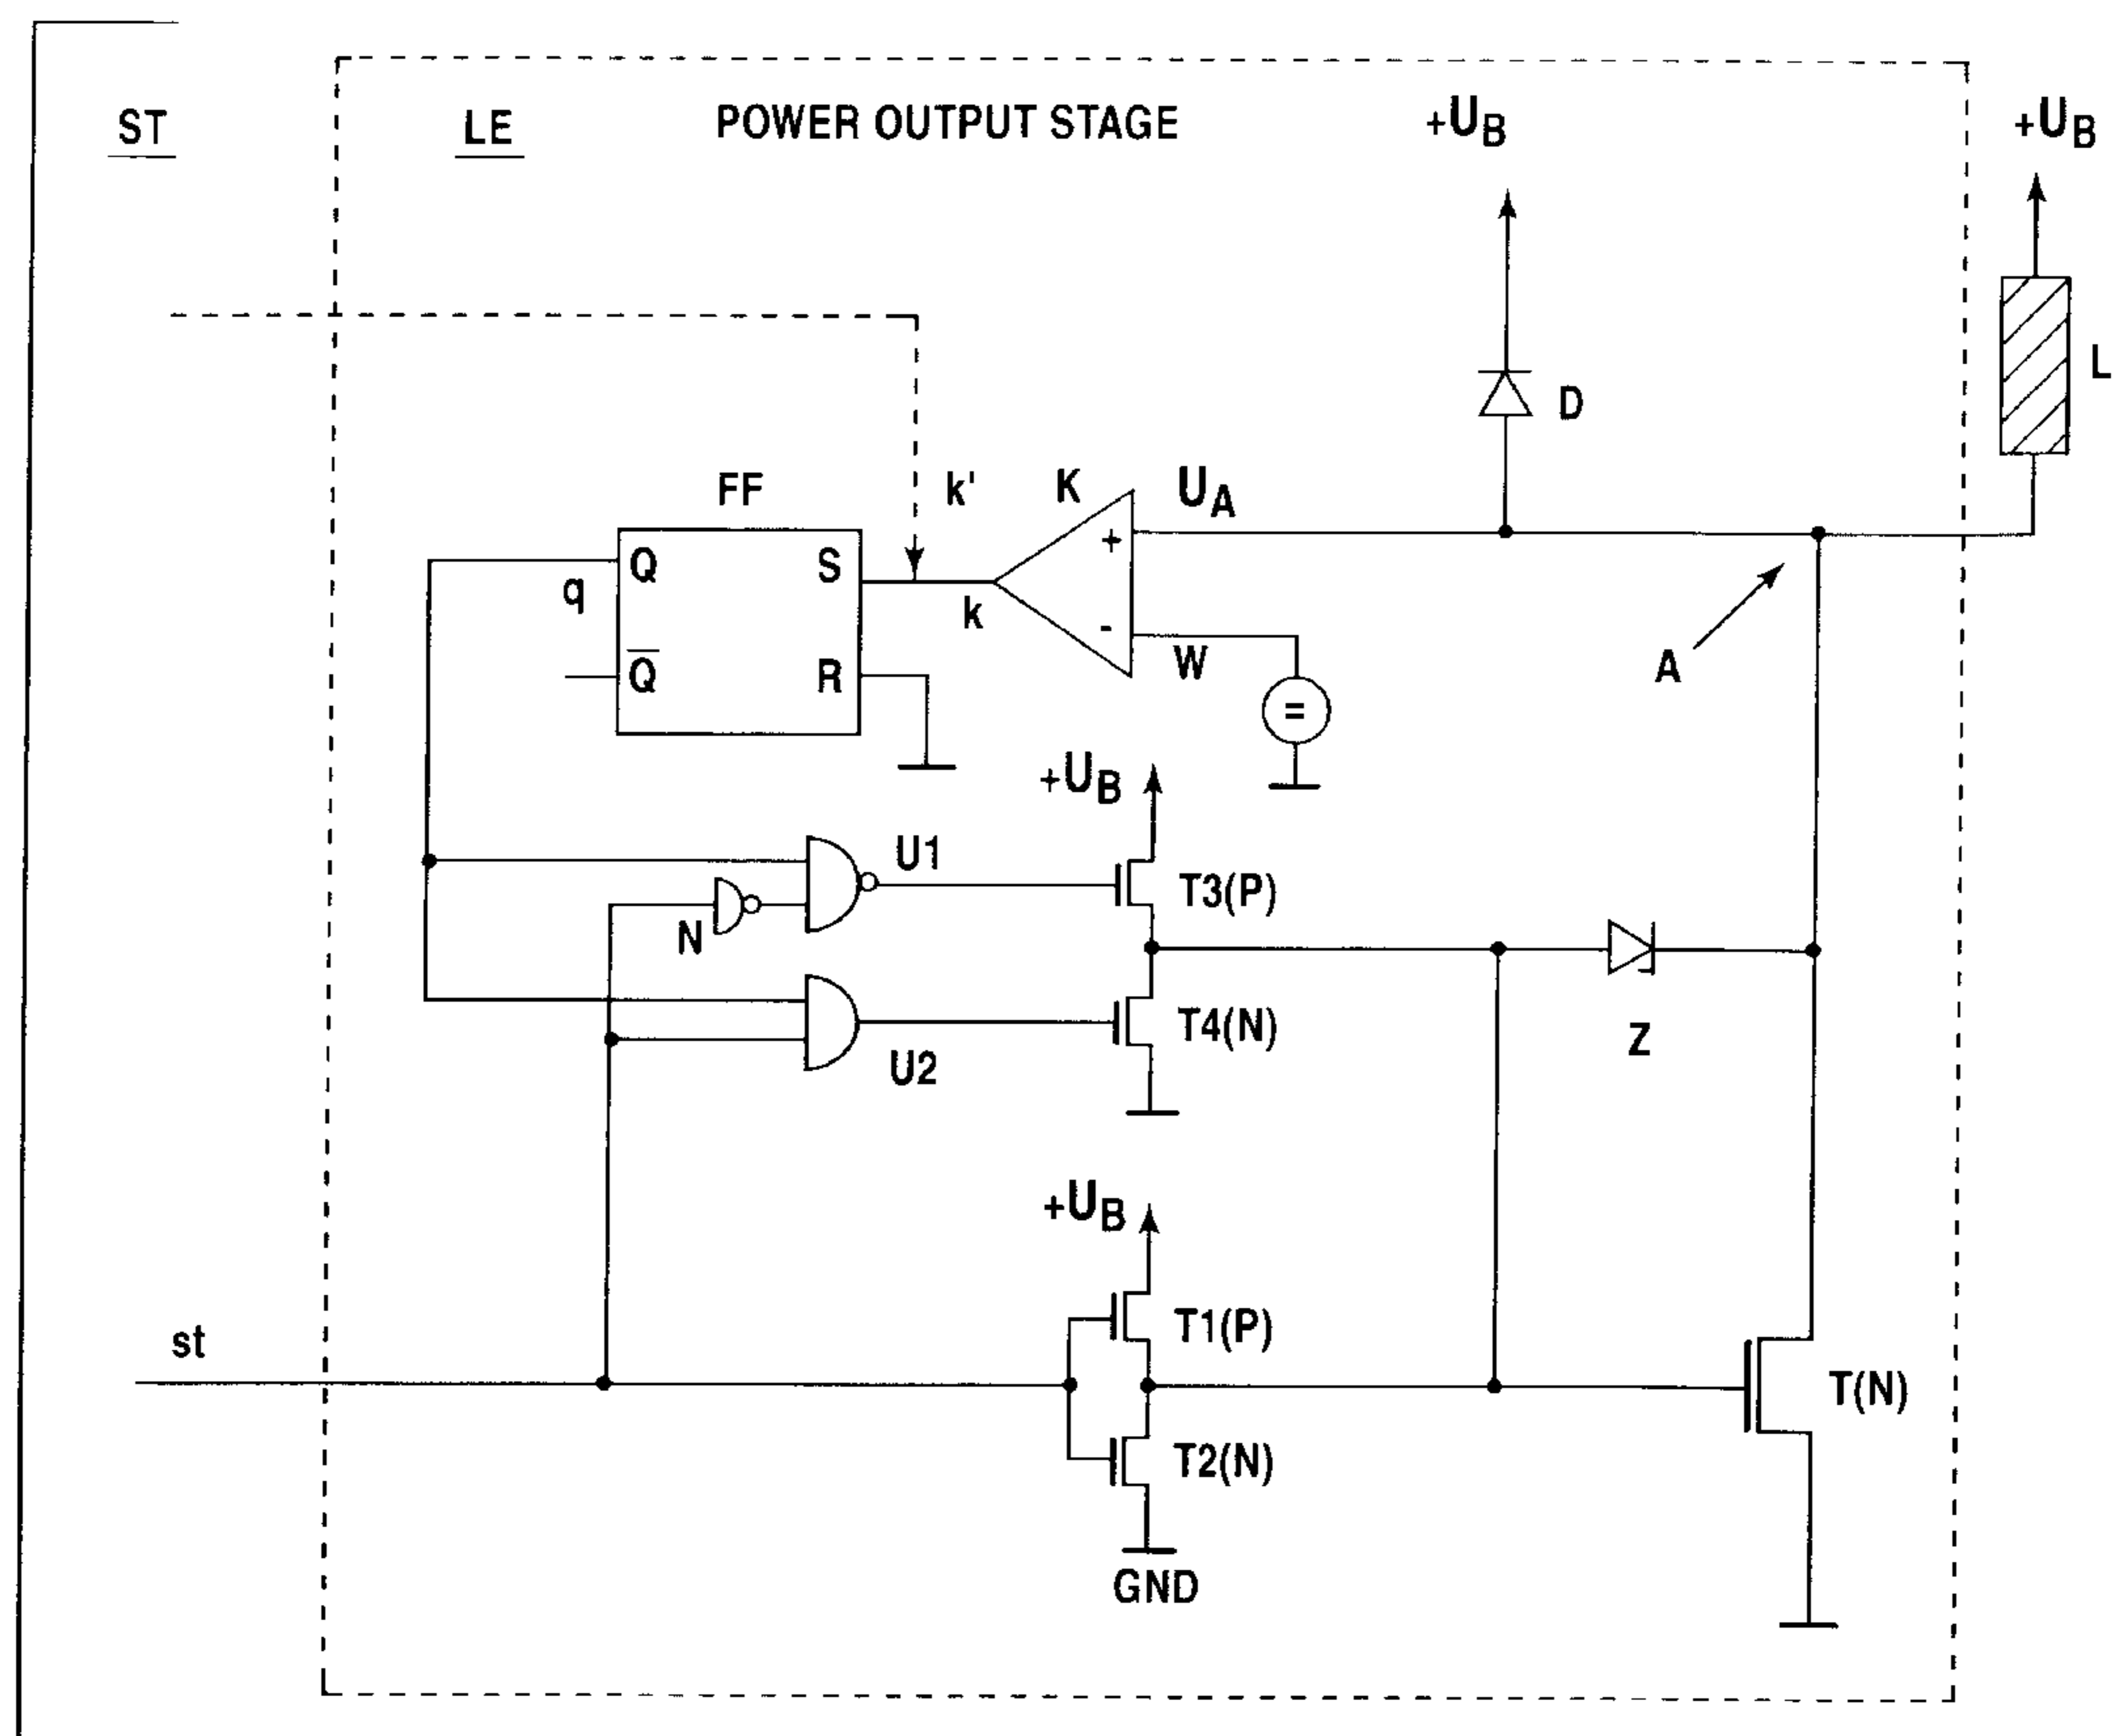 ST
LE
POWER OUTPUT STAGE
+UB
+UB
L
D
FF
k'
K
UA
Q
S
+
q
k
-
W
A
Q
R
=
+UB
U1
T3(P)
N
T4(N)
Z
U2
+UB
st
T1(P)
T(N)
T2(N)
GND